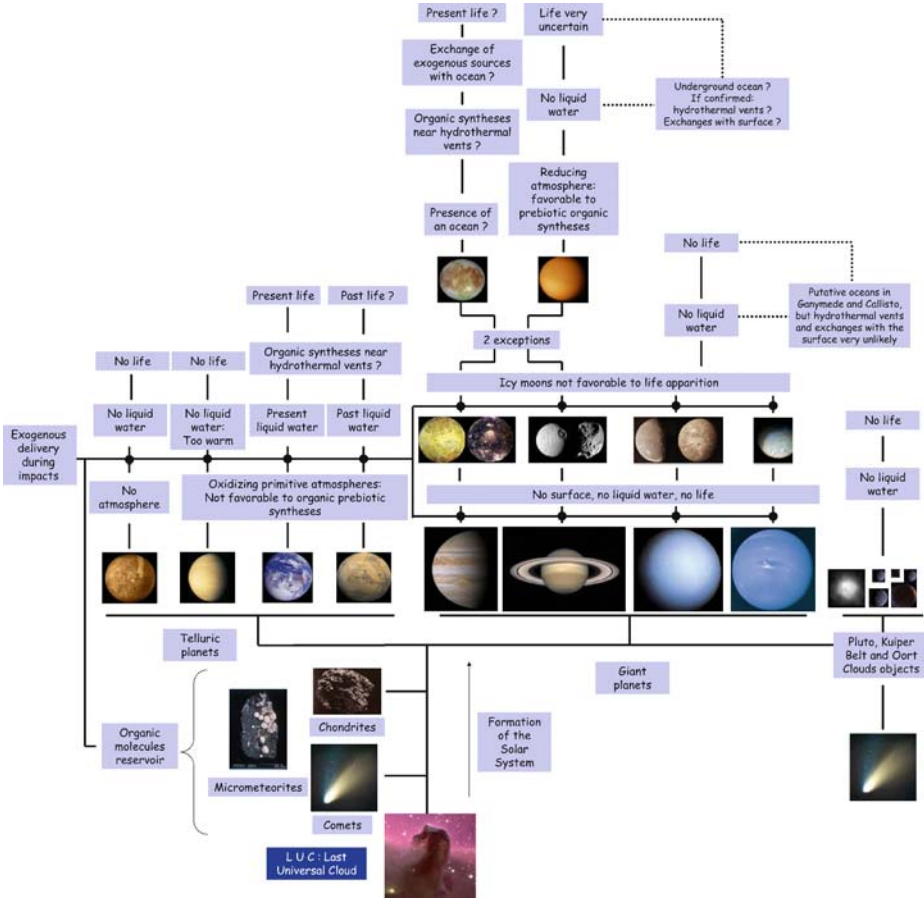 Present life ?
Life very
uncertain
Exchange of
exogenous sources
with ocean ?
Underground ocean ?
If confirmed:
hydrothermal vents ?
Exchanges with surface ?
No liquid
water
Organic syntheses
near hydrothermal
vents ?
Reducing
atmosphere:
favorable to
prebiotic organic
syntheses
Presence of
an ocean ?
No life
Putative oceans in
Ganymede and Callisto,
but hydrothermal vents
and exchanges with the
surface very unlikely
No liquid
water
Present life
Past life ?
2 exceptions
Organic syntheses near
hydrothermal vents ?
No life
No life
Icy moons not favorable to life apparition
No liquid
water
No liquid
water:
Too warm
Present
liquid water
Past liquid
water
Exogenous
delivery during
impacts
No life
No liquid
water
No
atmosphere
Oxidizing primitive atmospheres:
Not favorable to organic prebiotic
syntheses
No surface, no liquid water, no life
Telluric
planets
Giant
planets
Pluto, Kuiper
Belt and Oort
Clouds objects
Organic
molecules
reservoir
Chondrites
Micrometeorites
Comets
Formation
of the
Solar
System
L U C : Last
Universal Cloud